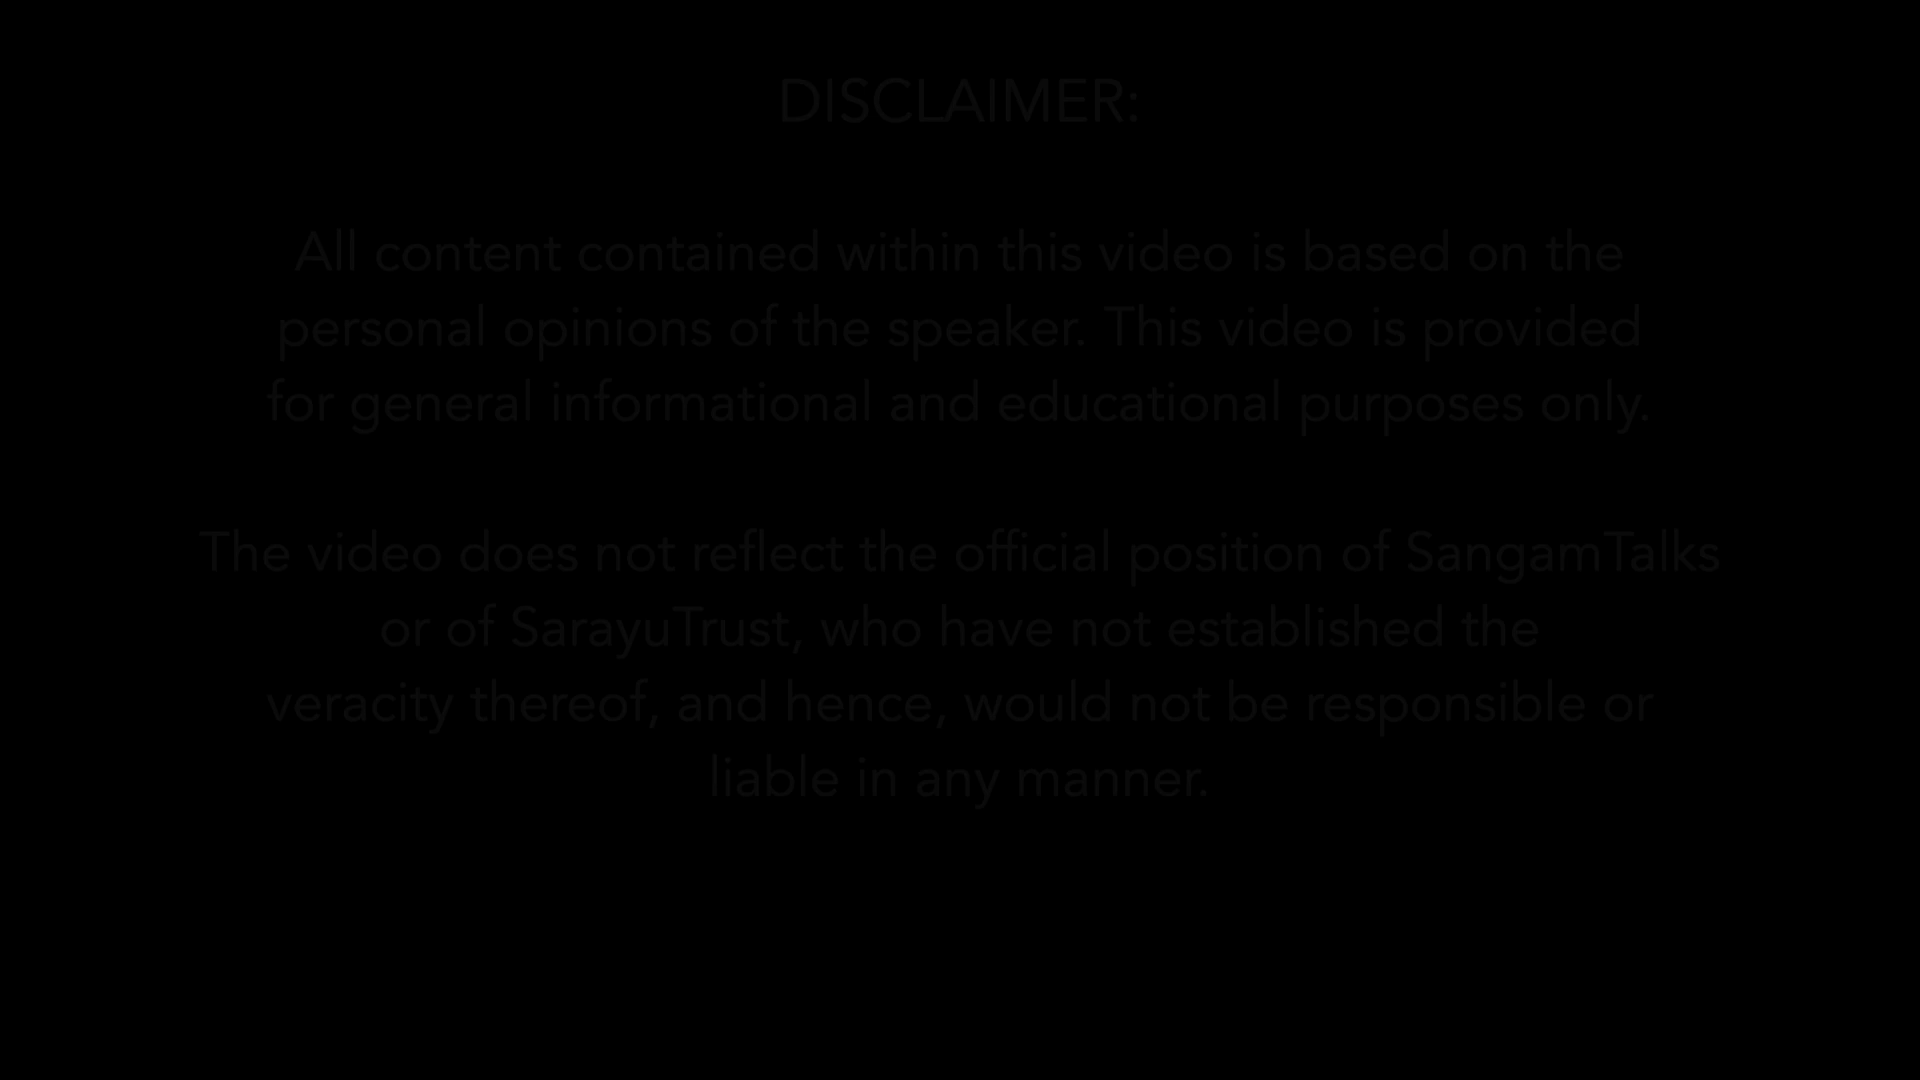 DISCLAIMER:
All content contained within this video is based on the
personal opinions of the speaker. This video is provided
for general informational and educational purposes only.
The video does not reflect the official position of SangamTalks
or of SarayuTrust, who have not established the
veracity thereof, and hence, would not be responsible or
liable in any manner.